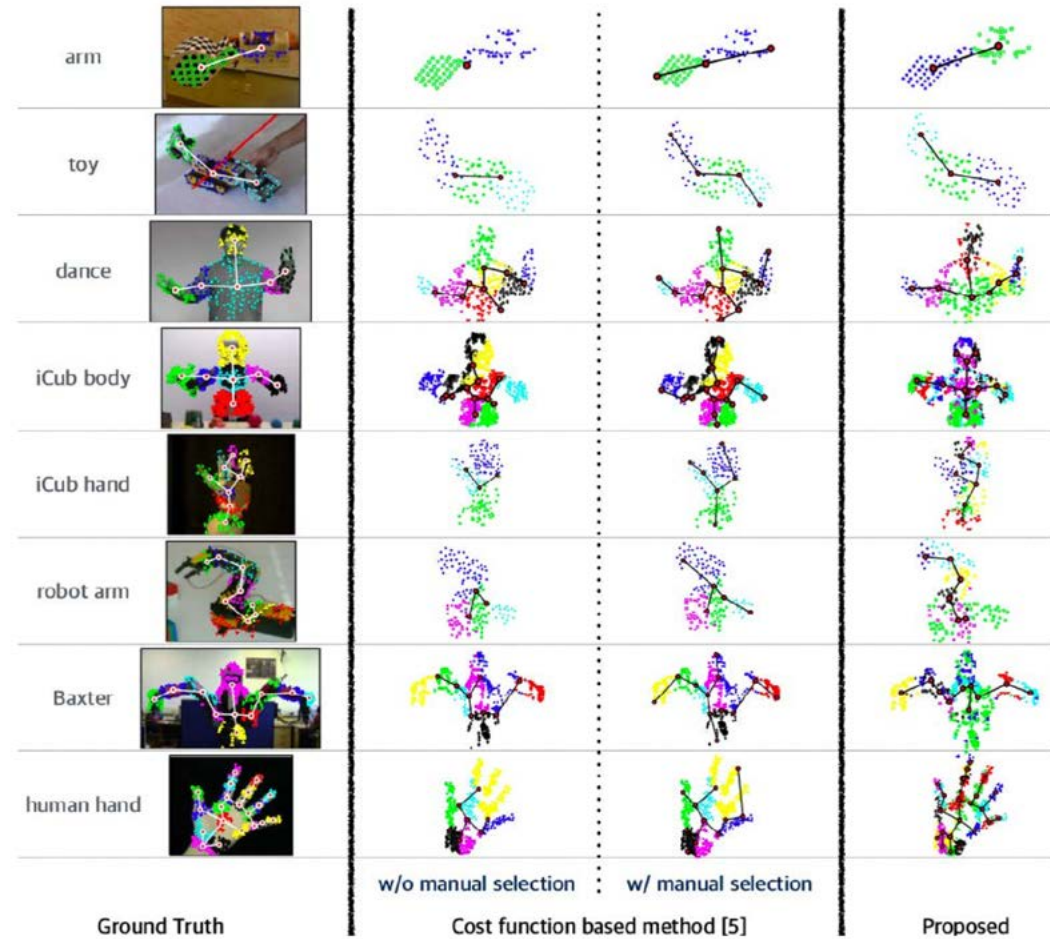 arm
toy
dance
iCub body
iCub hand
robot arm
Baxter
human hand
w/o manual selection
w/ manual selection
Ground Truth
Cost function based method [5]
Proposed